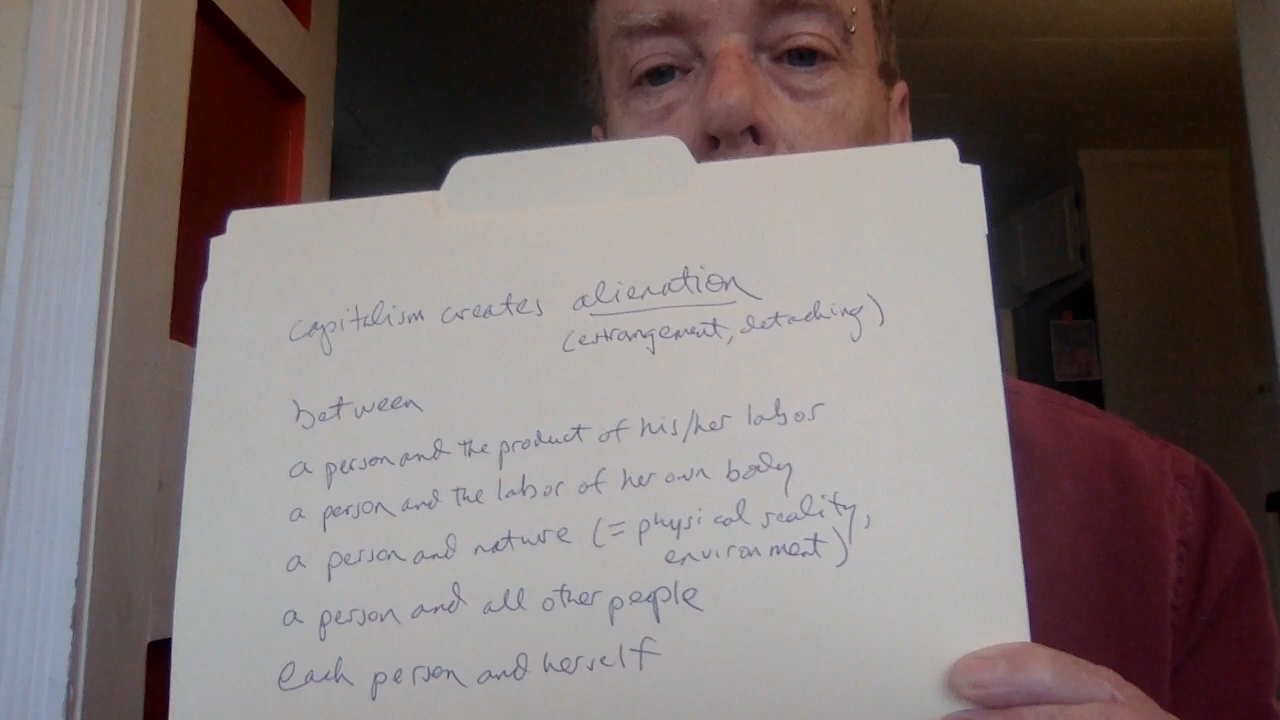 capitalism creates alienation
(estrangement, detaching)
between
a person and the product of his/her labor
a person and the labor of her own body
a person and nature (= physical reality,
environment)
a person and all other people
each person and herself